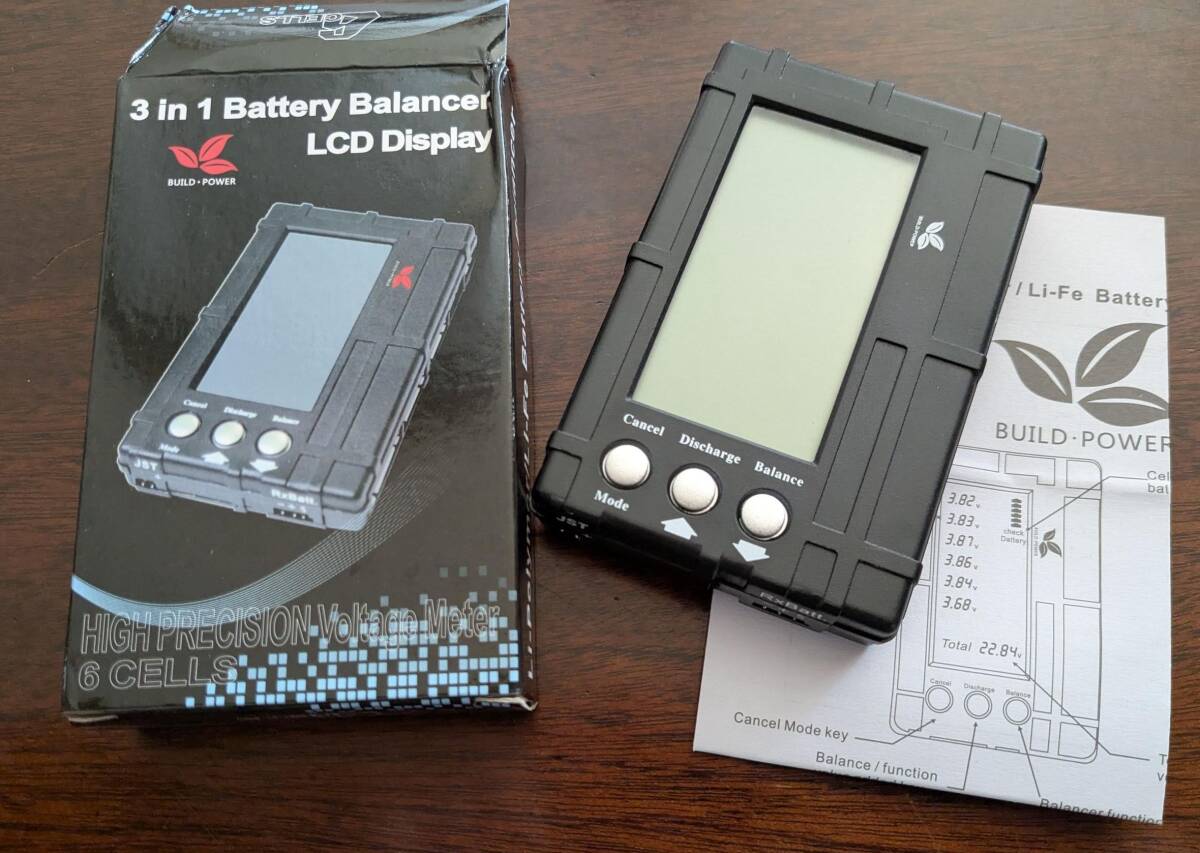 CELLS
3 in 1 Battery Balancer
LCD Display
BUILD·POWER
Cancel
Discharge
Balance
Mode
JST
RxBatt
HIGH PRECISION Voltage Meter
6 CELLS
Cancel
Discharge
Balance
Mode
JST
RxBatt
/ Li-Fe Battery
BUILD·POWER
3.82v
3.83v
3.87v
3.86v
3.84v
3.68v
check
Battery
Total 22.84v
Cancel
Discharge
Balance
Cancel Mode key
Balance / function
Balancer function